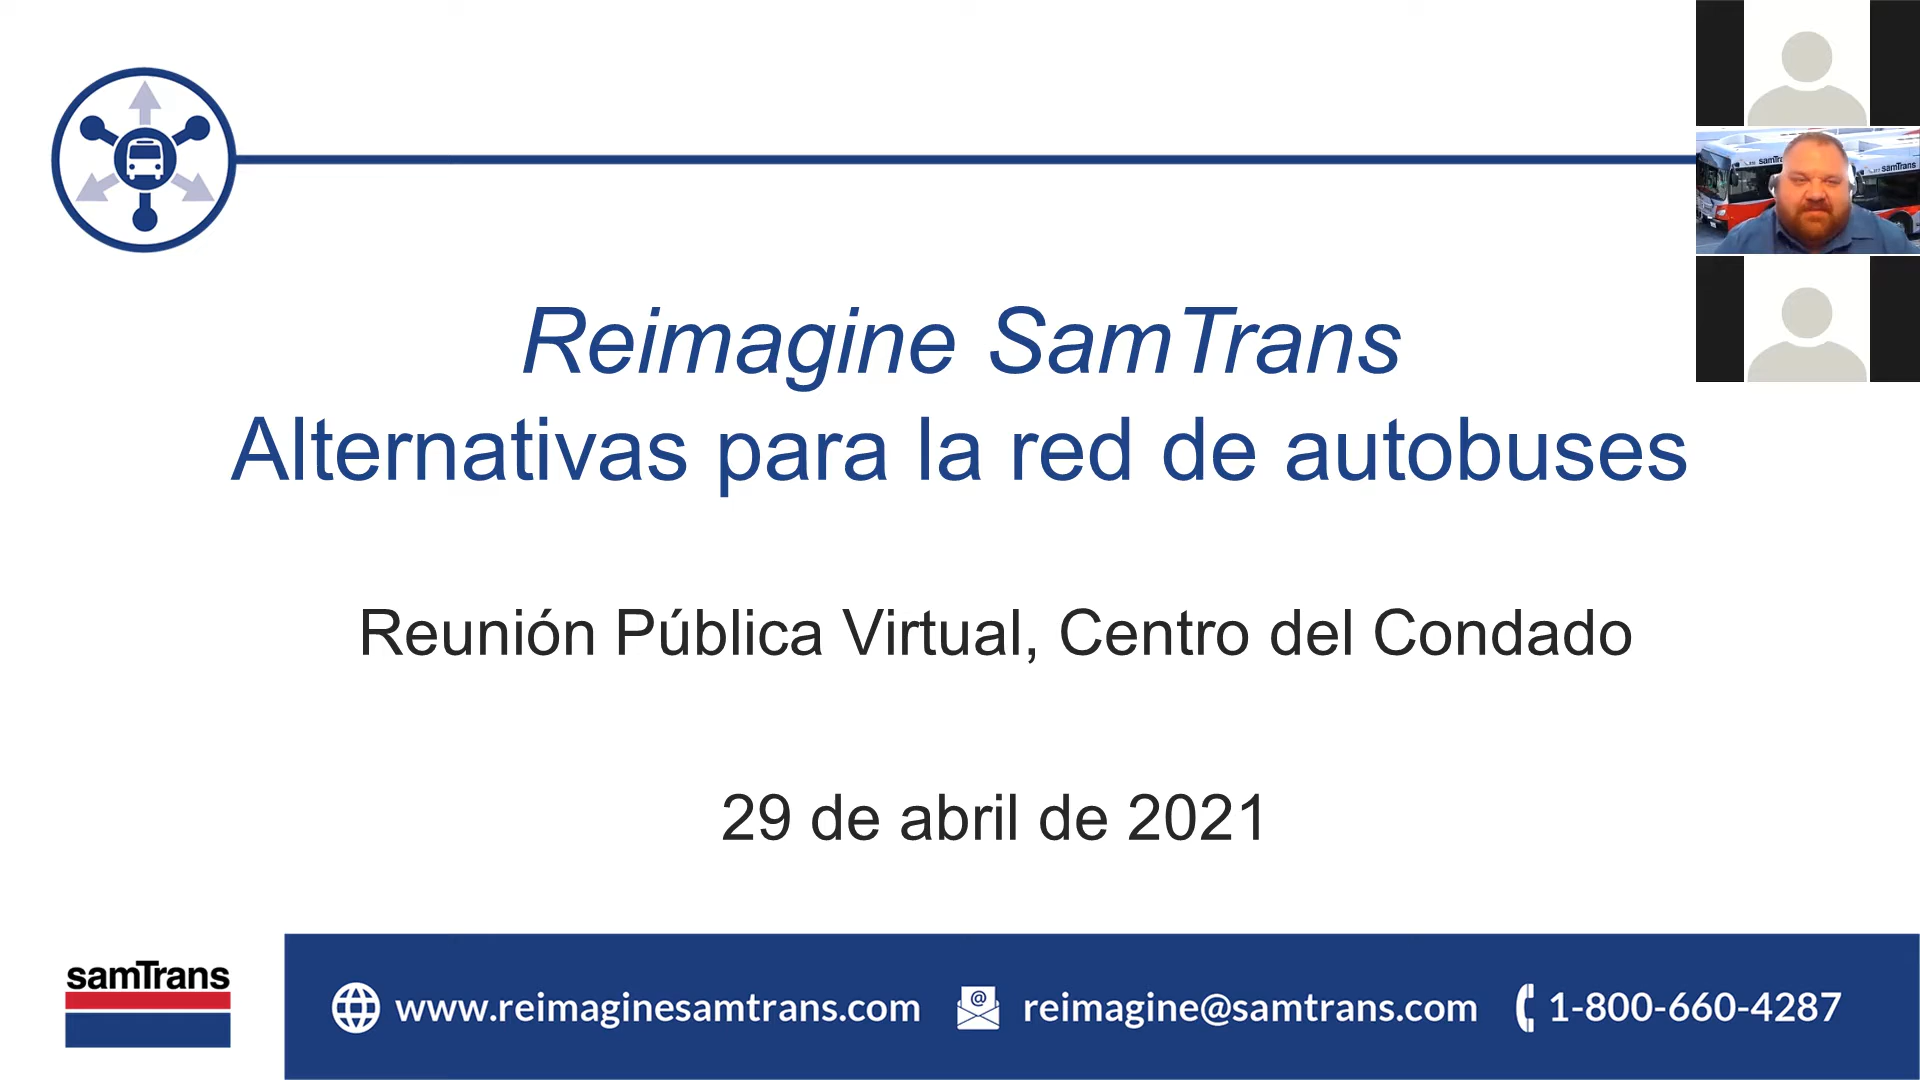 Reimagine SamTrans
Alternativas para la red de autobuses
Reunión Pública Virtual, Centro del Condado
29 de abril de 2021
samTrans
www.reimaginesamtrans.com
reimagine@samtrans.com
1-800-660-4287
samTrans